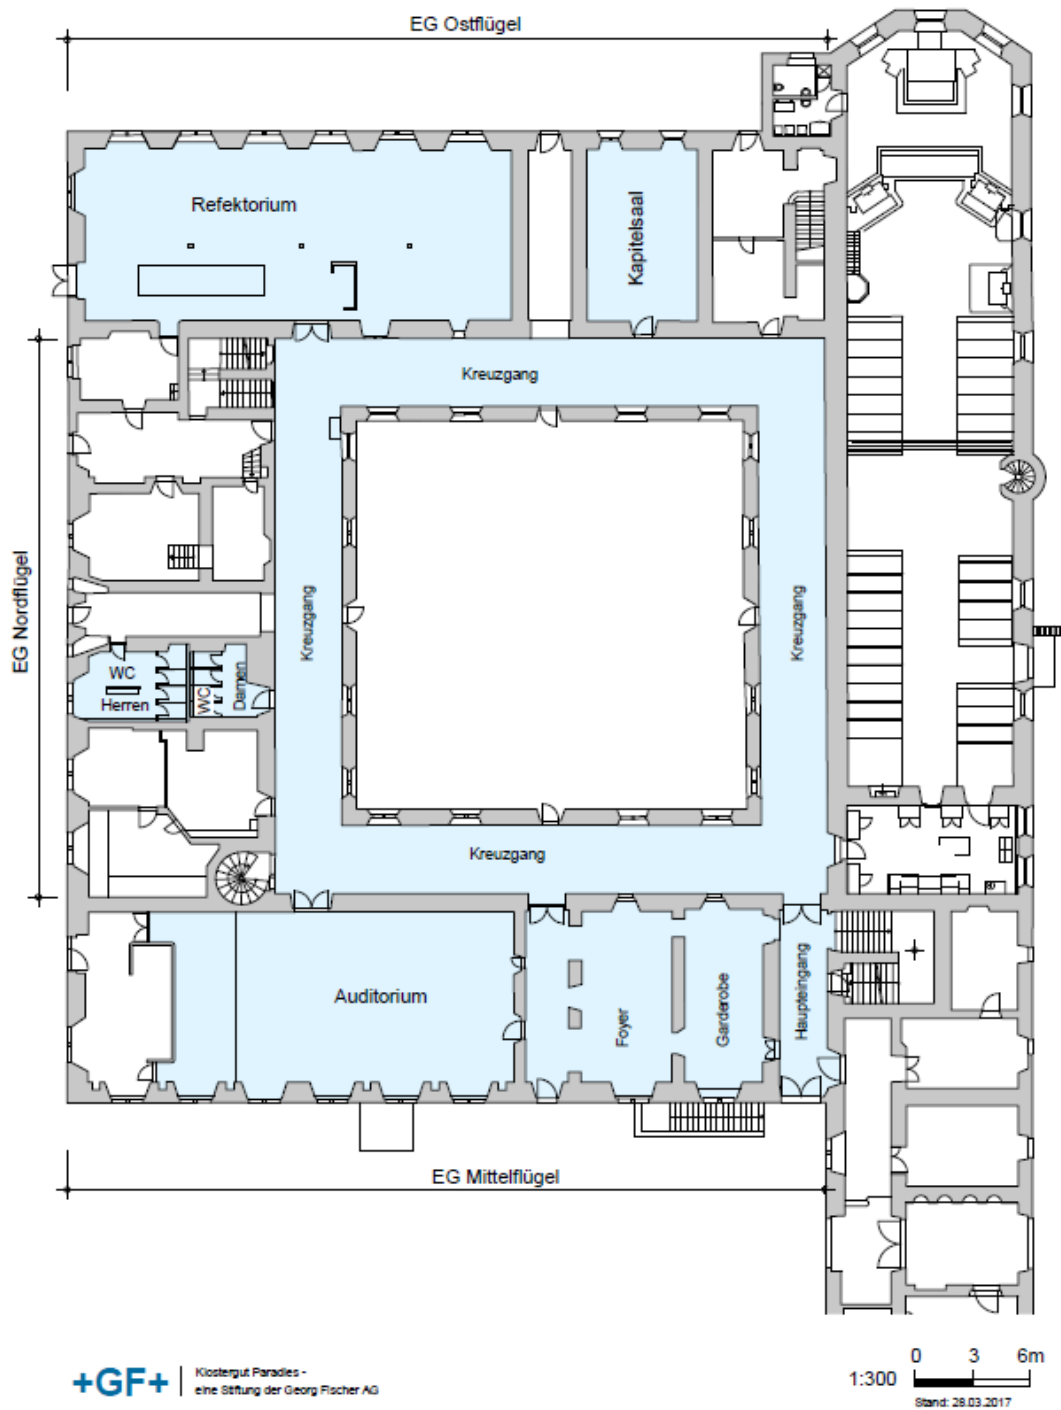 EG Ostflügel
Refektorium
Kapitelsaal
Kreuzgang
EG Nordflügel
Kreuzgang
Kreuzgang
WC
Herren
WC
Damen
Kreuzgang
Auditorium
Foyer
Garderobe
Haupteingang
EG Mittelflügel
+GF+
Klostergut Paradies -
eine Stiftung der Georg Fischer AG
1:300
0 3 6m
Stand: 28.03.2017